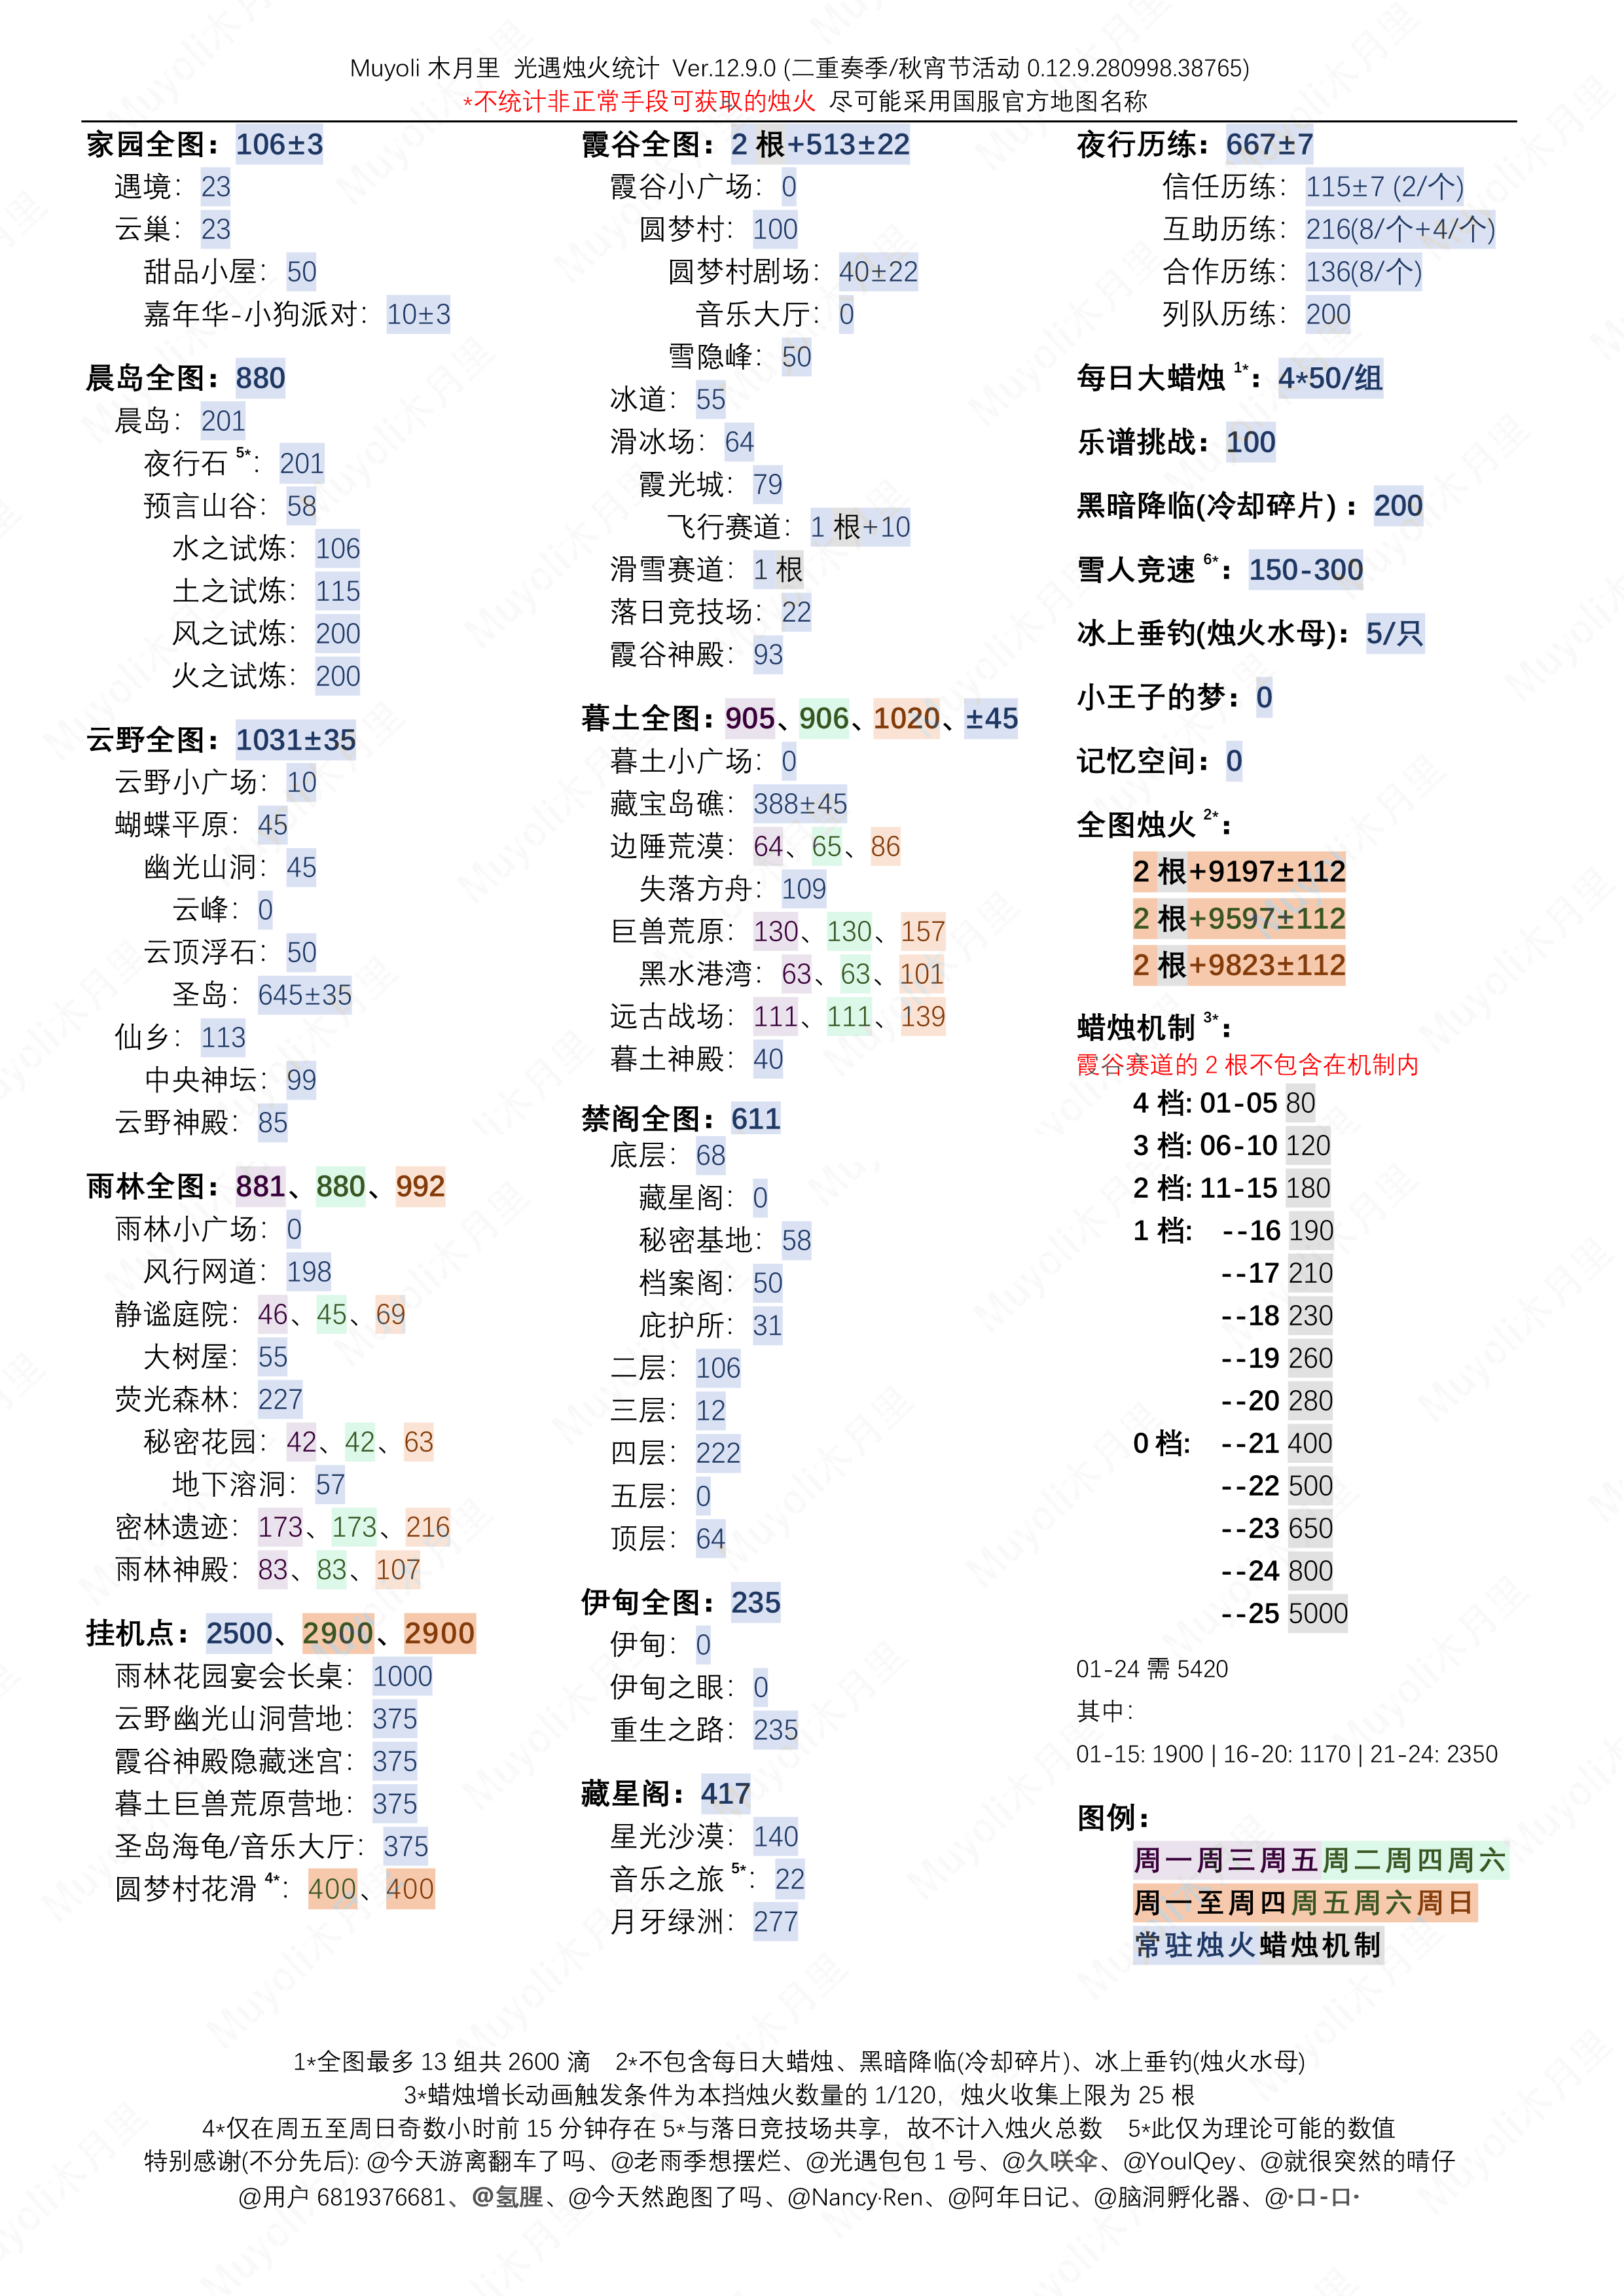 Muyoli 木月里 光遇烛火统计 Ver.12.9.0 (二重奏季/秋宵节活动 0.12.9.280998.38765)
*不统计非正常手段可获取的烛火 尽可能采用国服官方地图名称
家园全图：106±3
遇境：23
云巢：23
甜品小屋：50
嘉年华-小狗派对：10±3
晨岛全图：880
晨岛：201
夜行石 5*：201
预言山谷：58
水之试炼：106
土之试炼：115
风之试炼：200
火之试炼：200
云野全图：1031±35
云野小广场：10
蝴蝶平原：45
幽光山洞：45
云峰：0
云顶浮石：50
圣岛：645±35
仙乡：113
中央神坛：99
云野神殿：85
雨林全图：881、880、992
雨林小广场：0
风行网道：198
静谧庭院：46、45、69
大树屋：55
荧光森林：227
秘密花园：42、42、63
地下溶洞：57
密林遗迹：173、173、216
雨林神殿：83、83、107
挂机点：2500、2900、2900
雨林花园宴会长桌：1000
云野幽光山洞营地：375
霞谷神殿隐藏迷宫：375
暮土巨兽荒原营地：375
圣岛海龟/音乐大厅：375
圆梦村花滑 4*：400、400
霞谷全图：2 根+513±22
霞谷小广场：0
圆梦村：100
圆梦村剧场：40±22
音乐大厅：0
雪隐峰：50
冰道：55
滑冰场：64
霞光城：79
飞行赛道：1 根+10
滑雪赛道：1 根
落日竞技场：22
霞谷神殿：93
暮土全图：905、906、1020、±45
暮土小广场：0
藏宝岛礁：388±45
边陲荒漠：64、65、86
失落方舟：109
巨兽荒原：130、130、157
黑水港湾：63、63、101
远古战场：111、111、139
暮土神殿：40
禁阁全图：611
底层：68
藏星阁：0
秘密基地：58
档案阁：50
庇护所：31
二层：106
三层：12
四层：222
五层：0
顶层：64
伊甸全图：235
伊甸：0
伊甸之眼：0
重生之路：235
藏星阁：417
星光沙漠：140
音乐之旅 5*：22
月牙绿洲：277
夜行历练：667±7
信任历练：115±7 (2/个)
互助历练：216(8/个+4/个)
合作历练：136(8/个)
列队历练：200
每日大蜡烛 1*：4*50/组
乐谱挑战：100
黑暗降临(冷却碎片)：200
雪人竞速 6*：150-300
冰上垂钓(烛火水母)：5/只
小王子的梦：0
记忆空间：0
全图烛火 2*：
2 根+9197±112
2 根+9597±112
2 根+9823±112
蜡烛机制 3*：
霞谷赛道的 2 根不包含在机制内
4 档: 01-05 80
3 档: 06-10 120
2 档: 11-15 180
1 档: --16 190
--17 210
--18 230
--19 260
--20 280
0 档: --21 400
--22 500
--23 650
--24 800
--25 5000
01-24 需 5420
其中：
01-15: 1900 | 16-20: 1170 | 21-24: 2350
图例：
周一周三周五周二周四周六
周一至周四周五周六周日
常驻烛火蜡烛机制
1*全图最多 13 组共 2600 滴 2*不包含每日大蜡烛、黑暗降临(冷却碎片)、冰上垂钓(烛火水母)
3*蜡烛增长动画触发条件为本挡烛火数量的 1/120，烛火收集上限为 25 根
4*仅在周五至周日奇数小时前 15 分钟存在 5*与落日竞技场共享，故不计入烛火总数 5*此仅为理论可能的数值
特别感谢(不分先后): @今天游离翻车了吗、@老雨季想摆烂、@光遇包包 1 号、@久咲伞、@YoulQey、@就很突然的晴仔
@用户 6819376681、@氢腥、@今天然跑图了吗、@Nancy·Ren、@阿年日记、@脑洞孵化器、@·口-口·